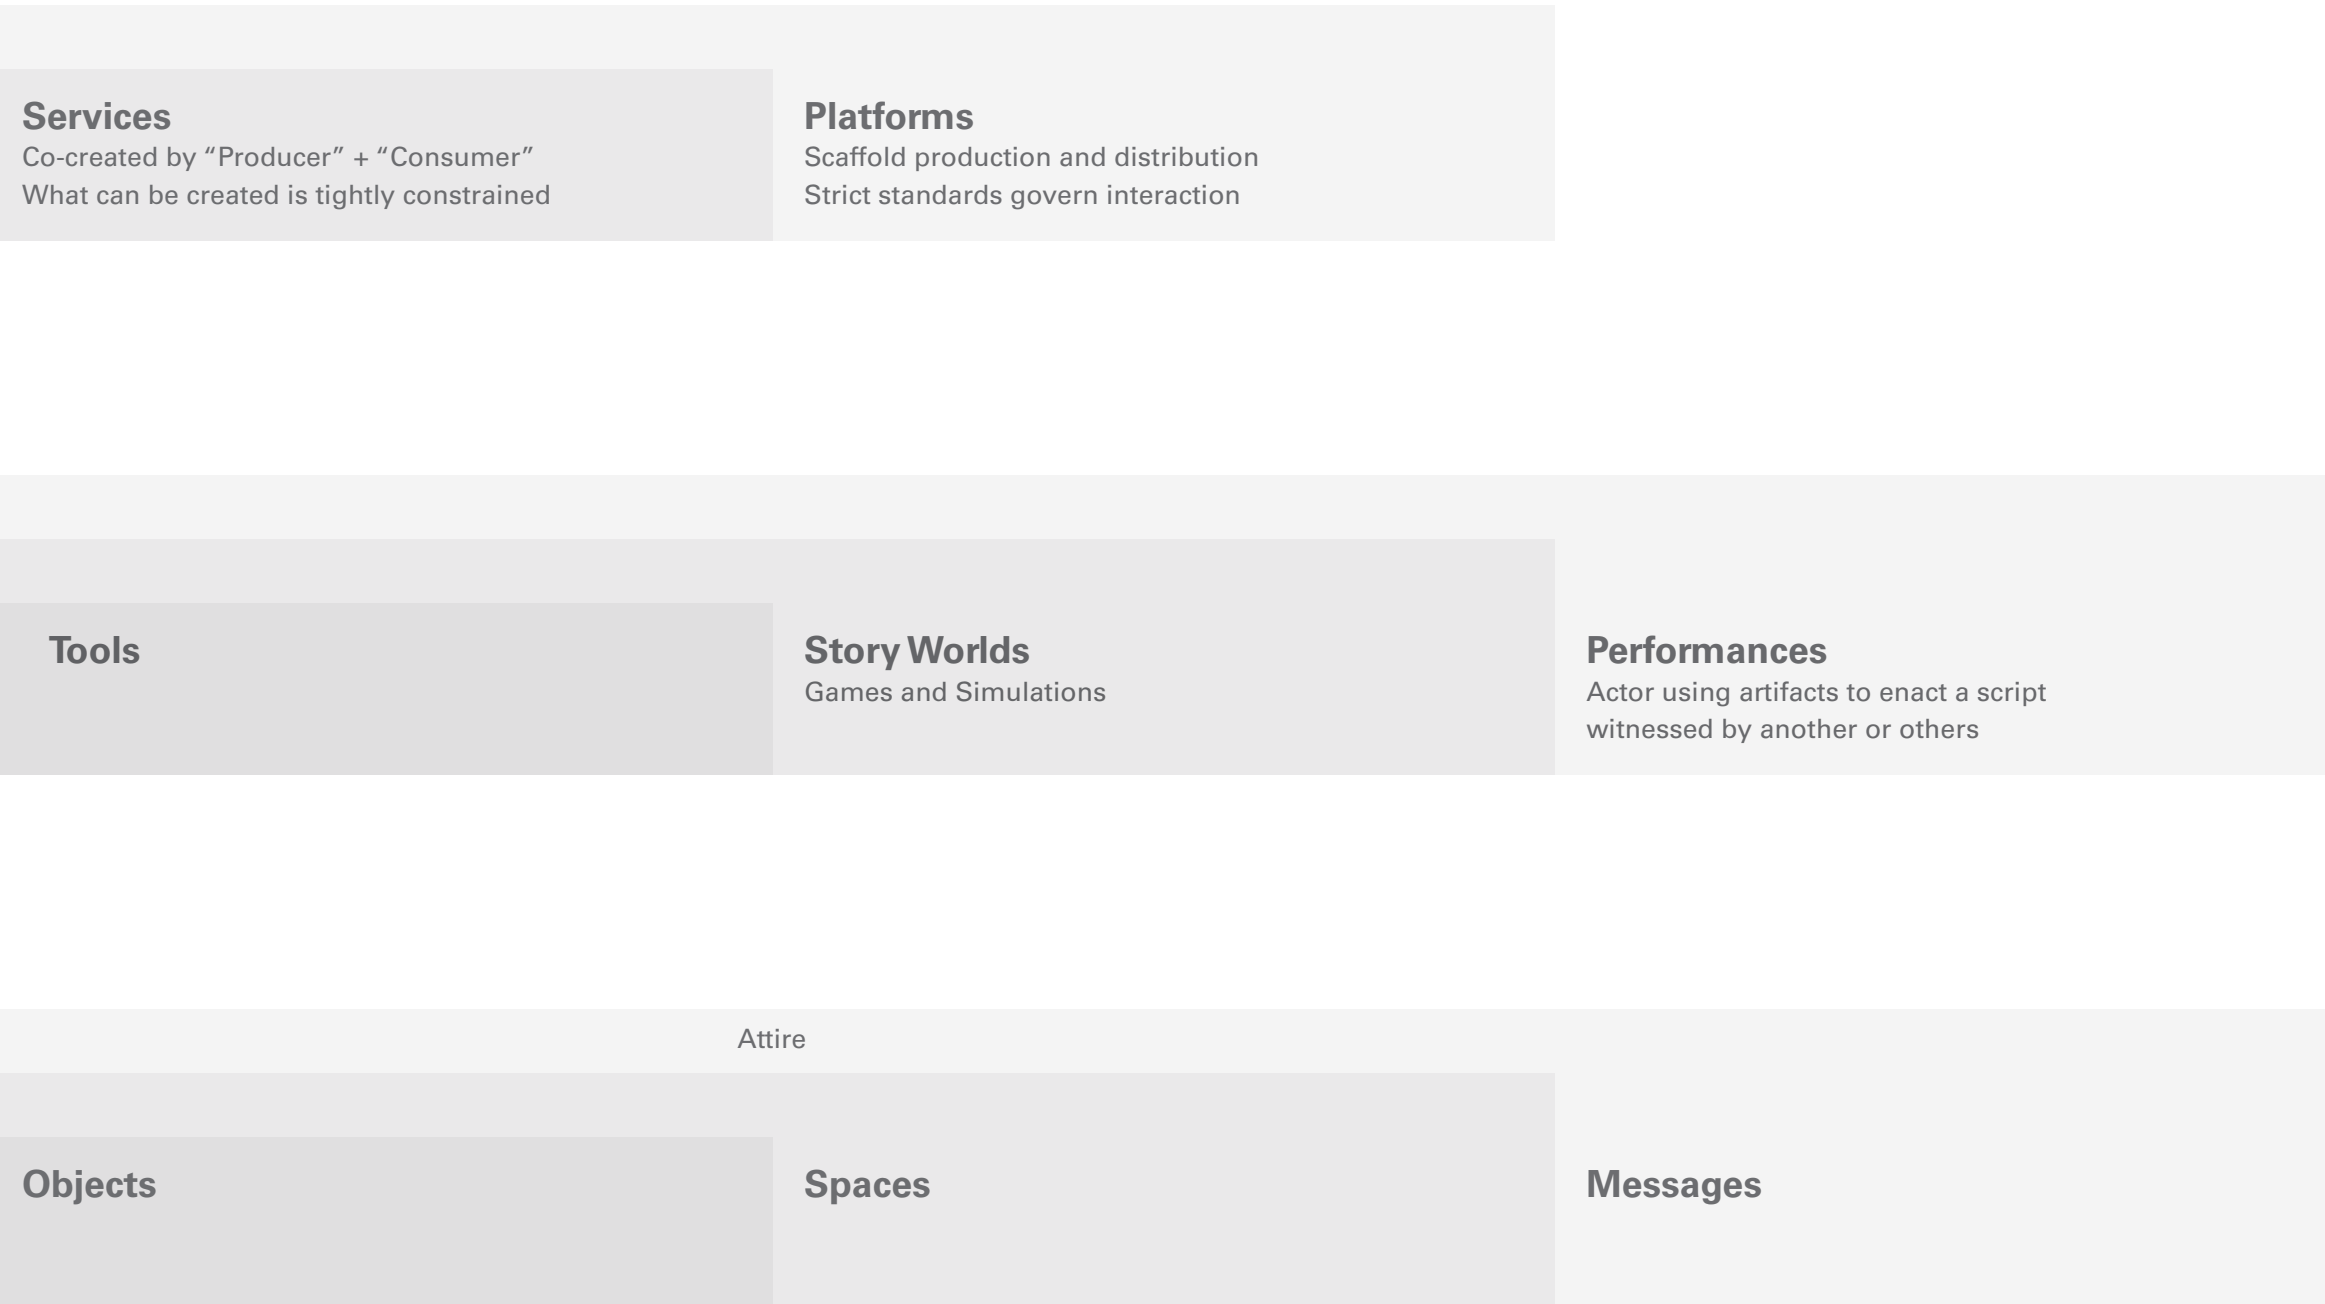 Services
Co-created by “Producer” + “Consumer”
What can be created is tightly constrained
Platforms
Scaffold production and distribution
Strict standards govern interaction
Tools
Story Worlds
Games and Simulations
Performances
Actor using artifacts to enact a script
witnessed by another or others
Attire
Objects
Spaces
Messages